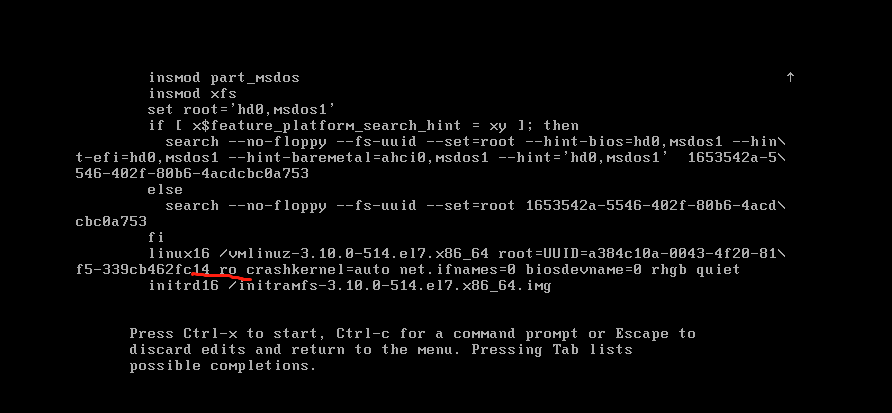 insmod part_msdos
insmod xfs
set root='hd0,msdos1'
if [ x$feature_platform_search_hint = xy ]; then
search --no-floppy --fs-uuid --set=root --hint-bios=hd0,msdos1 --hin\
t-efi=hd0,msdos1 --hint-baremetal=ahci0,msdos1 --hint='hd0,msdos1'  1653542a-5\
546-402f-80b6-4acdcbc0a753
else
search --no-floppy --fs-uuid --set=root 1653542a-5546-402f-80b6-4acd\
cbc0a753
fi
linux16 /vmlinuz-3.10.0-514.el7.x86_64 root=UUID=a384c10a-0043-4f20-81\
f5-339cb462fc14 ro crashkernel=auto net.ifnames=0 biosdevname=0 rhgb quiet
initrd16 /initramfs-3.10.0-514.el7.x86_64.img
Press Ctrl-x to start, Ctrl-c for a command prompt or Escape to
discard edits and return to the menu. Pressing Tab lists
possible completions.